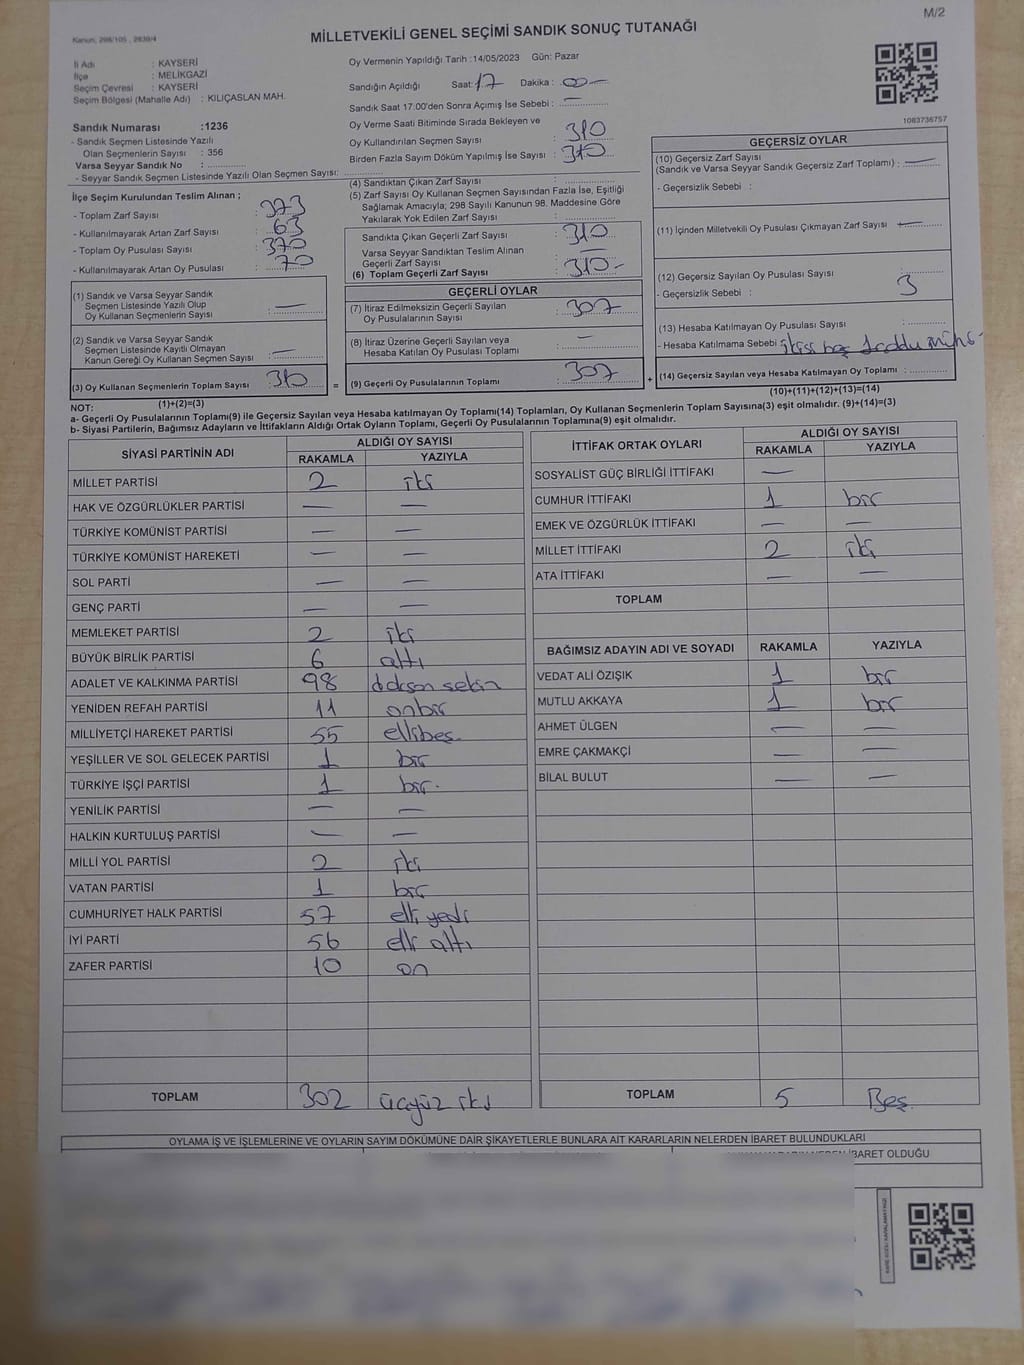 M/2
Kanun: 298/105 , 2839/4
MİLLETVEKİLİ GENEL SEÇİMİ SANDIK SONUÇ TUTANAĞI
İl Adı : KAYSERİ
İlçe : MELİKGAZİ
Seçim Çevresi : KAYSERİ
Seçim Bölgesi (Mahalle Adı) : KILIÇASLAN MAH.
Oy Vermenin Yapıldığı Tarih :14/05/2023 Gün: Pazar
Sandığın Açıldığı Saat: 17 Dakika : 00
Sandık Saat 17:00'den Sonra Açımış İse Sebebi : —
Oy Verme Saati Bitiminde Sırada Bekleyen ve
Oy Kullandırılan Seçmen Sayısı 310
Birden Fazla Sayım Döküm Yapılmış İse Sayısı : 310
1083736757
Sandık Numarası :1236
- Sandık Seçmen Listesinde Yazılı
Olan Seçmenlerin Sayısı : 356
Varsa Seyyar Sandık No :
- Seyyar Sandık Seçmen Listesinde Yazılı Olan Seçmen Sayısı:
İlçe Seçim Kurulundan Teslim Alınan ;
- Toplam Zarf Sayısı : 373
- Kullanılmayarak Artan Zarf Sayısı : 63
- Toplam Oy Pusulası Sayısı : 370
- Kullanılmayarak Artan Oy Pusulası : 70
(1) Sandık ve Varsa Seyyar Sandık
Seçmen Listesinde Yazılı Olup
Oy Kullanan Seçmenlerin Sayısı : —
(2) Sandık ve Varsa Seyyar Sandık
Seçmen Listesinde Kayıtlı Olmayan
Kanun Gereği Oy Kullanan Seçmen Sayısı : —
(3) Oy Kullanan Seçmenlerin Toplam Sayısı 310
(1)+(2)=(3)
(4) Sandıktan Çıkan Zarf Sayısı :
(5) Zarf Sayısı Oy Kullanan Seçmen Sayısından Fazla İse, Eşitliği
Sağlamak Amacıyla; 298 Sayılı Kanunun 98. Maddesine Göre
Yakılarak Yok Edilen Zarf Sayısı :
Sandıkta Çıkan Geçerli Zarf Sayısı : 310
Varsa Seyyar Sandıktan Teslim Alınan
Geçerli Zarf Sayısı : —
(6) Toplam Geçerli Zarf Sayısı : 310
GEÇERLİ OYLAR
(7) İtiraz Edilmeksizin Geçerli Sayılan
Oy Pusulalarının Sayısı : 307
(8) İtiraz Üzerine Geçerli Sayılan veya
Hesaba Katılan Oy Pusulası Toplamı : —
= (9) Geçerli Oy Pusulalarının Toplamı : 307 +
GEÇERSİZ OYLAR
(10) Geçersiz Zarf Sayısı
(Sandık ve Varsa Seyyar Sandık Geçersiz Zarf Toplamı) : —
- Geçersizlik Sebebi :
(11) İçinden Milletvekili Oy Pusulası Çıkmayan Zarf Sayısı : —
(12) Geçersiz Sayılan Oy Pusulası Sayısı : 3
- Geçersizlik Sebebi :
(13) Hesaba Katılmayan Oy Pusulası Sayısı :
- Hesaba Katılmama Sebebi : ikisi boş
(14) Geçersiz Sayılan veya Hesaba Katılmayan Oy Toplamı :
(10)+(11)+(12)+(13)=(14)
NOT:
a- Geçerli Oy Pusulalarının Toplamı(9) ile Geçersiz Sayılan veya Hesaba katılmayan Oy Toplamı(14) Toplamları, Oy Kullanan Seçmenlerin Toplam Sayısına(3) eşit olmalıdır. (9)+(14)=(3)
b- Siyasi Partilerin, Bağımsız Adayların ve İttifakların Aldığı Ortak Oyların Toplamı, Geçerli Oy Pusulalarının Toplamına(9) eşit olmalıdır.
SİYASİ PARTİNİN ADI ALDIĞI OY SAYISI
RAKAMLA YAZIYLA
MİLLET PARTİSİ 2 iki
HAK VE ÖZGÜRLÜKLER PARTİSİ — —
TÜRKİYE KOMÜNİST PARTİSİ — —
TÜRKİYE KOMÜNİST HAREKETİ — —
SOL PARTİ — —
GENÇ PARTİ — —
MEMLEKET PARTİSİ 2 iki
BÜYÜK BİRLİK PARTİSİ 6 altı
ADALET VE KALKINMA PARTİSİ 98 doksan sekiz
YENİDEN REFAH PARTİSİ 11 onbir
MİLLİYETÇİ HAREKET PARTİSİ 55 ellibeş
YEŞİLLER VE SOL GELECEK PARTİSİ 1 bir
TÜRKİYE İŞÇİ PARTİSİ 1 bir.
YENİLİK PARTİSİ — —
HALKIN KURTULUŞ PARTİSİ — —
MİLLİ YOL PARTİSİ 2 iki
VATAN PARTİSİ 1 bir
CUMHURİYET HALK PARTİSİ 57 elli yedi
İYİ PARTİ 56 elli altı
ZAFER PARTİSİ 10 on
TOPLAM 302 üçyüz iki
İTTİFAK ORTAK OYLARI ALDIĞI OY SAYISI
RAKAMLA YAZIYLA
SOSYALİST GÜÇ BİRLİĞİ İTTİFAKI —
CUMHUR İTTİFAKI 1 bir
EMEK VE ÖZGÜRLÜK İTTİFAKI — —
MİLLET İTTİFAKI 2 iki
ATA İTTİFAKI — —
TOPLAM
BAĞIMSIZ ADAYIN ADI VE SOYADI RAKAMLA YAZIYLA
VEDAT ALİ ÖZIŞIK 1 bir
MUTLU AKKAYA 1 bir
AHMET ÜLGEN — —
EMRE ÇAKMAKÇİ — —
BİLAL BULUT — —
TOPLAM 5 Beş
OYLAMA İŞ VE İŞLEMLERİNE VE OYLARIN SAYIM DÖKÜMÜNE DAİR ŞİKAYETLERLE BUNLARA AİT KARARLARIN NELERDEN İBARET BULUNDUKLARI
İBARET OLDUĞU